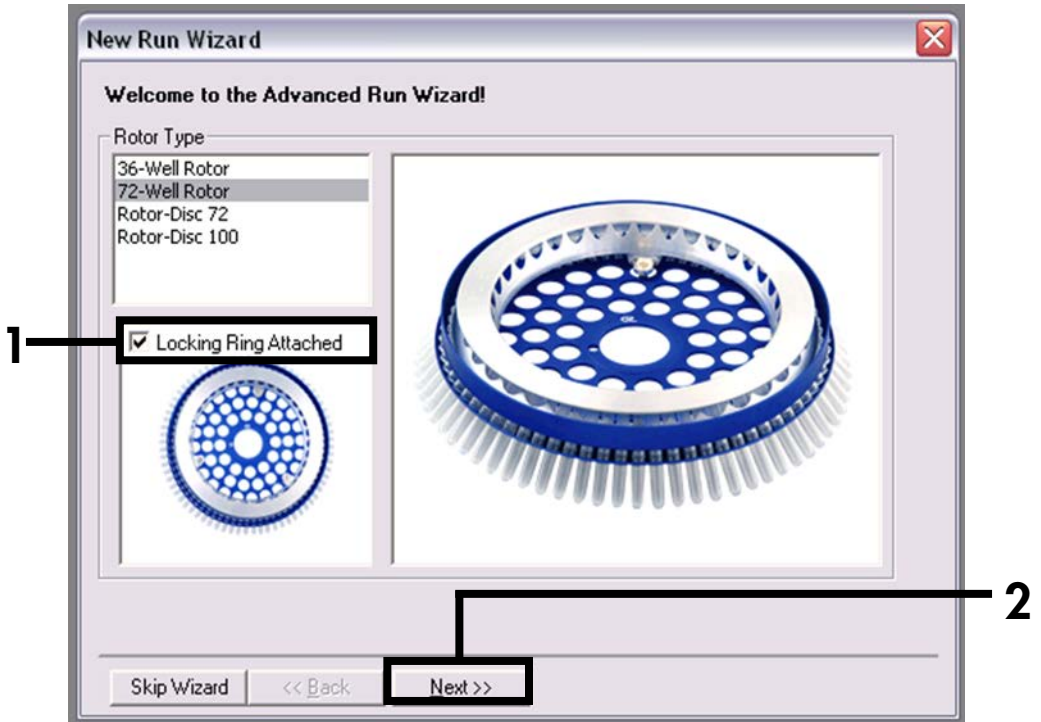 New Run Wizard
Welcome to the Advanced Run Wizard!
Rotor Type
36-Well Rotor
72-Well Rotor
Rotor-Disc 72
Rotor-Disc 100
1
Locking Ring Attached
2
Skip Wizard
<< Back
Next >>